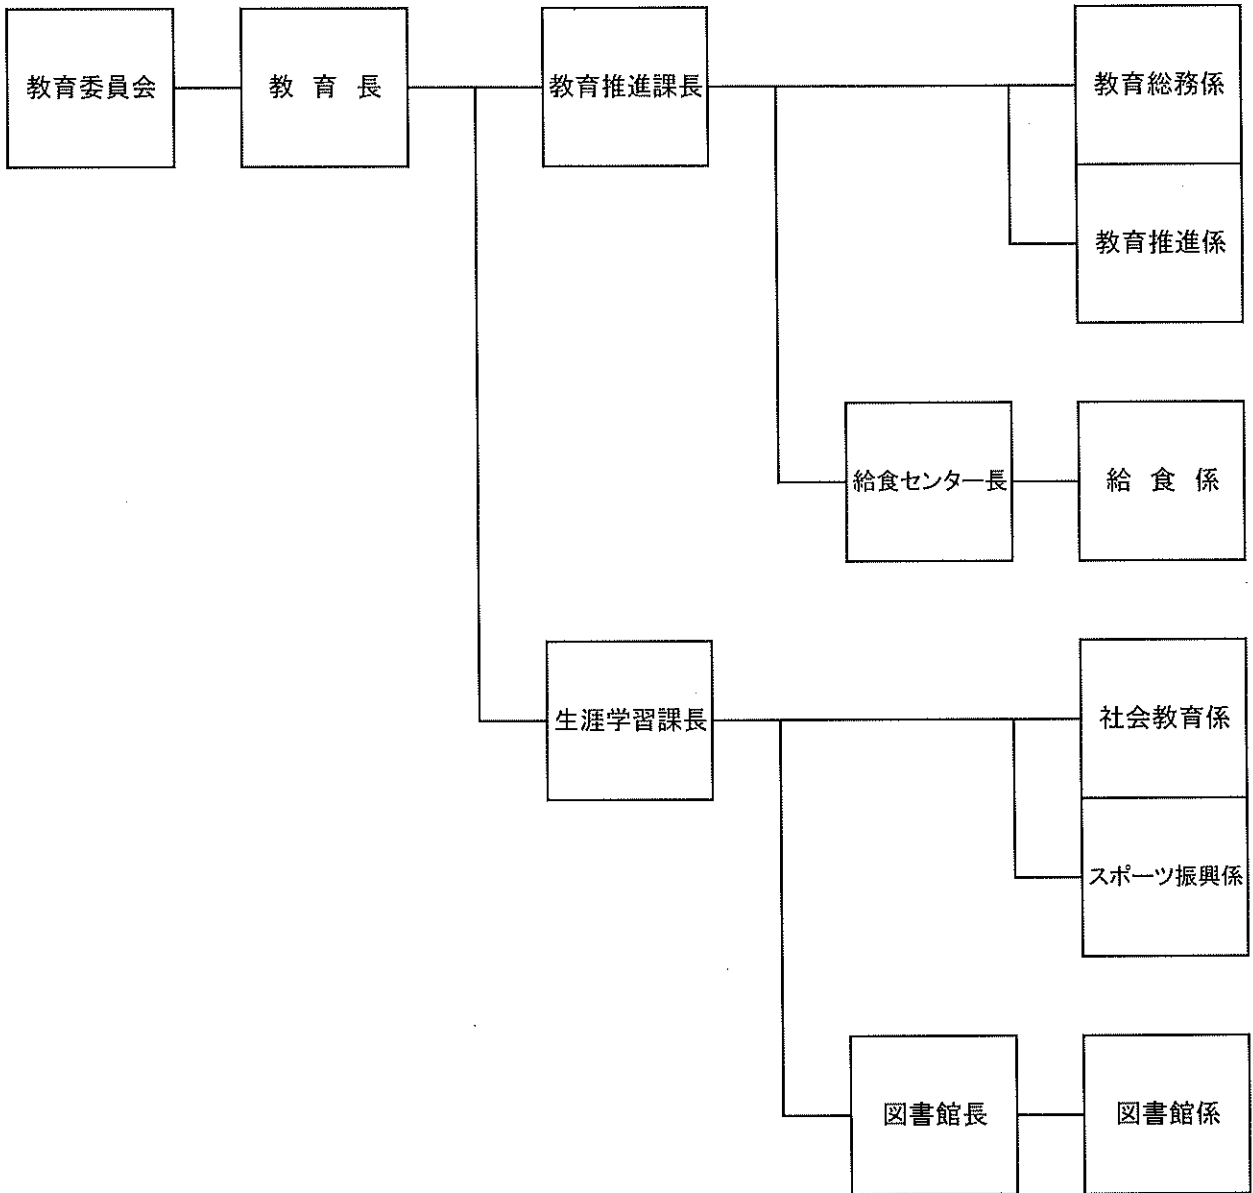 教育委員会
教 育 長
教育推進課長
教育総務係
教育推進係
給食センター長
給 食 係
生涯学習課長
社会教育係
スポーツ振興係
図書館長
図書館係